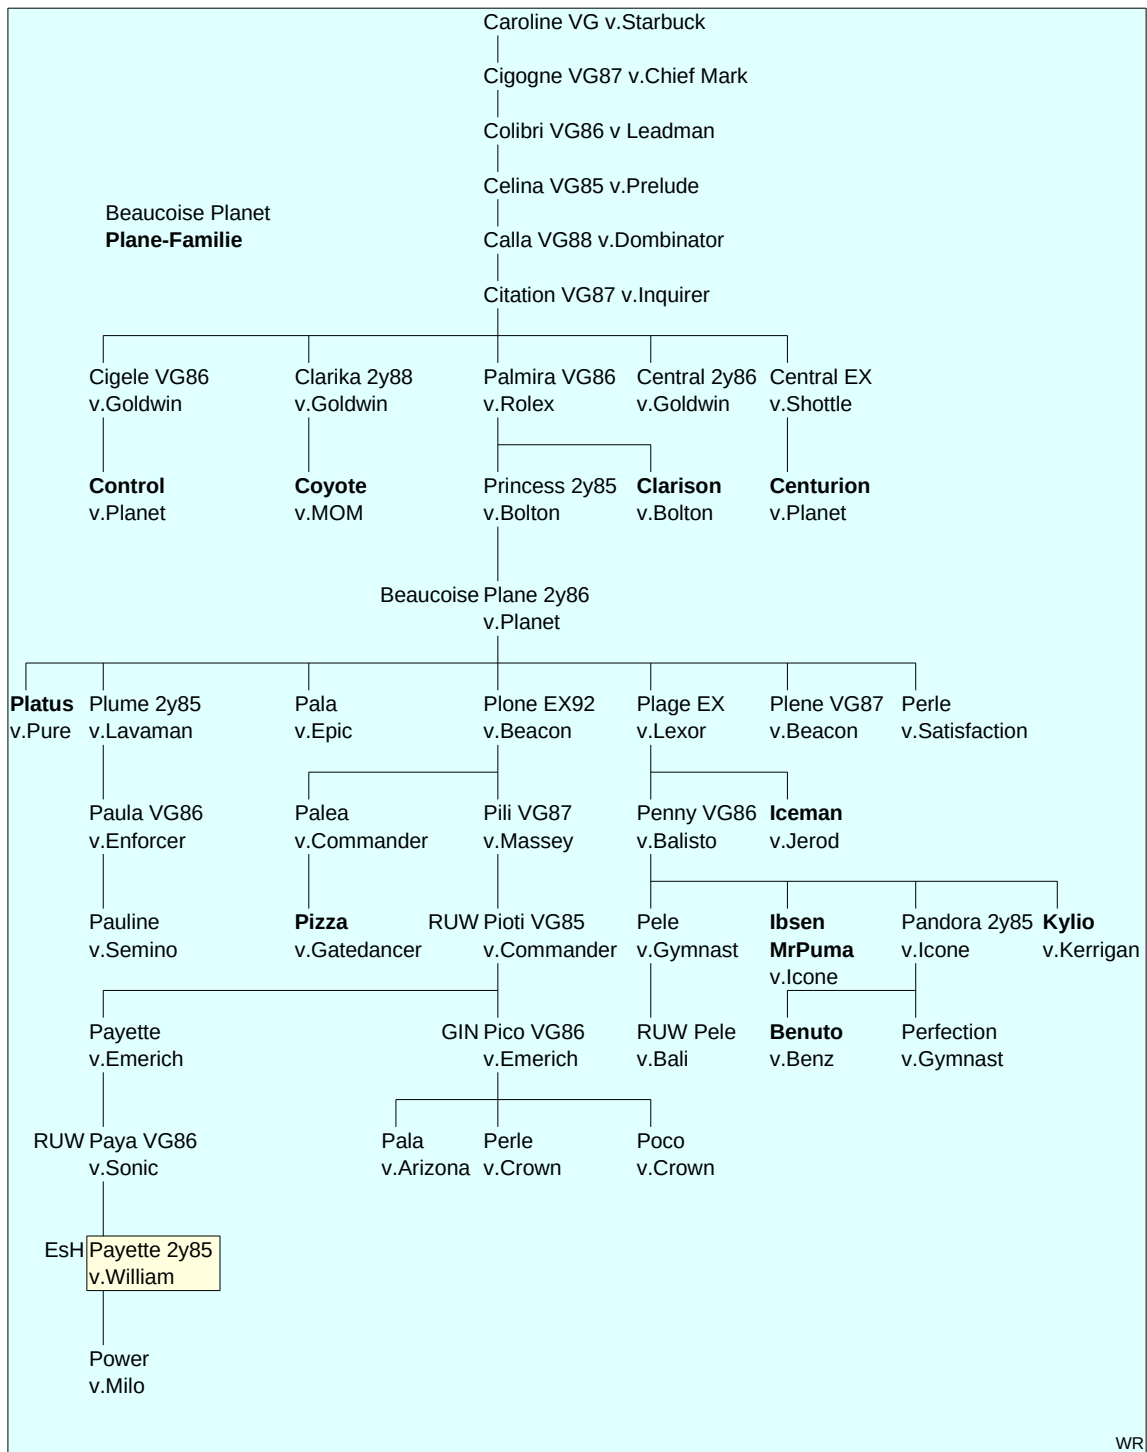 Caroline VG v.Starbuck
Cigogne VG87 v.Chief Mark
Colibri VG86 v Leadman
Celina VG85 v.Prelude
Beaucoise Planet
Plane-Familie
Calla VG88 v.Dombinator
Citation VG87 v.Inquirer
Cigele VG86
v.Goldwin
Clarika 2y88
v.Goldwin
Palmira VG86
v.Rolex
Central 2y86
v.Goldwin
Central EX
v.Shottle
Control
v.Planet
Coyote
v.MOM
Princess 2y85
v.Bolton
Clarison
v.Bolton
Centurion
v.Planet
Beaucoise Plane 2y86
v.Planet
Platus
v.Pure
Plume 2y85
v.Lavaman
Pala
v.Epic
Plone EX92
v.Beacon
Plage EX
v.Lexor
Plene VG87
v.Beacon
Perle
v.Satisfaction
Paula VG86
v.Enforcer
Palea
v.Commander
Pili VG87
v.Massey
Penny VG86
v.Balisto
Iceman
v.Jerod
Pauline
v.Semino
Pizza
v.Gatedancer
RUW Pioti VG85
v.Commander
Pele
v.Gymnast
Ibsen
MrPuma
v.Icone
Pandora 2y85
v.Icone
Kylio
v.Kerrigan
Payette
v.Emerich
GIN Pico VG86
v.Emerich
RUW Pele
v.Bali
Benuto
v.Benz
Perfection
v.Gymnast
RUW Paya VG86
v.Sonic
Pala
v.Arizona
Perle
v.Crown
Poco
v.Crown
EsH Payette 2y85
v.William
Power
v.Milo
WR